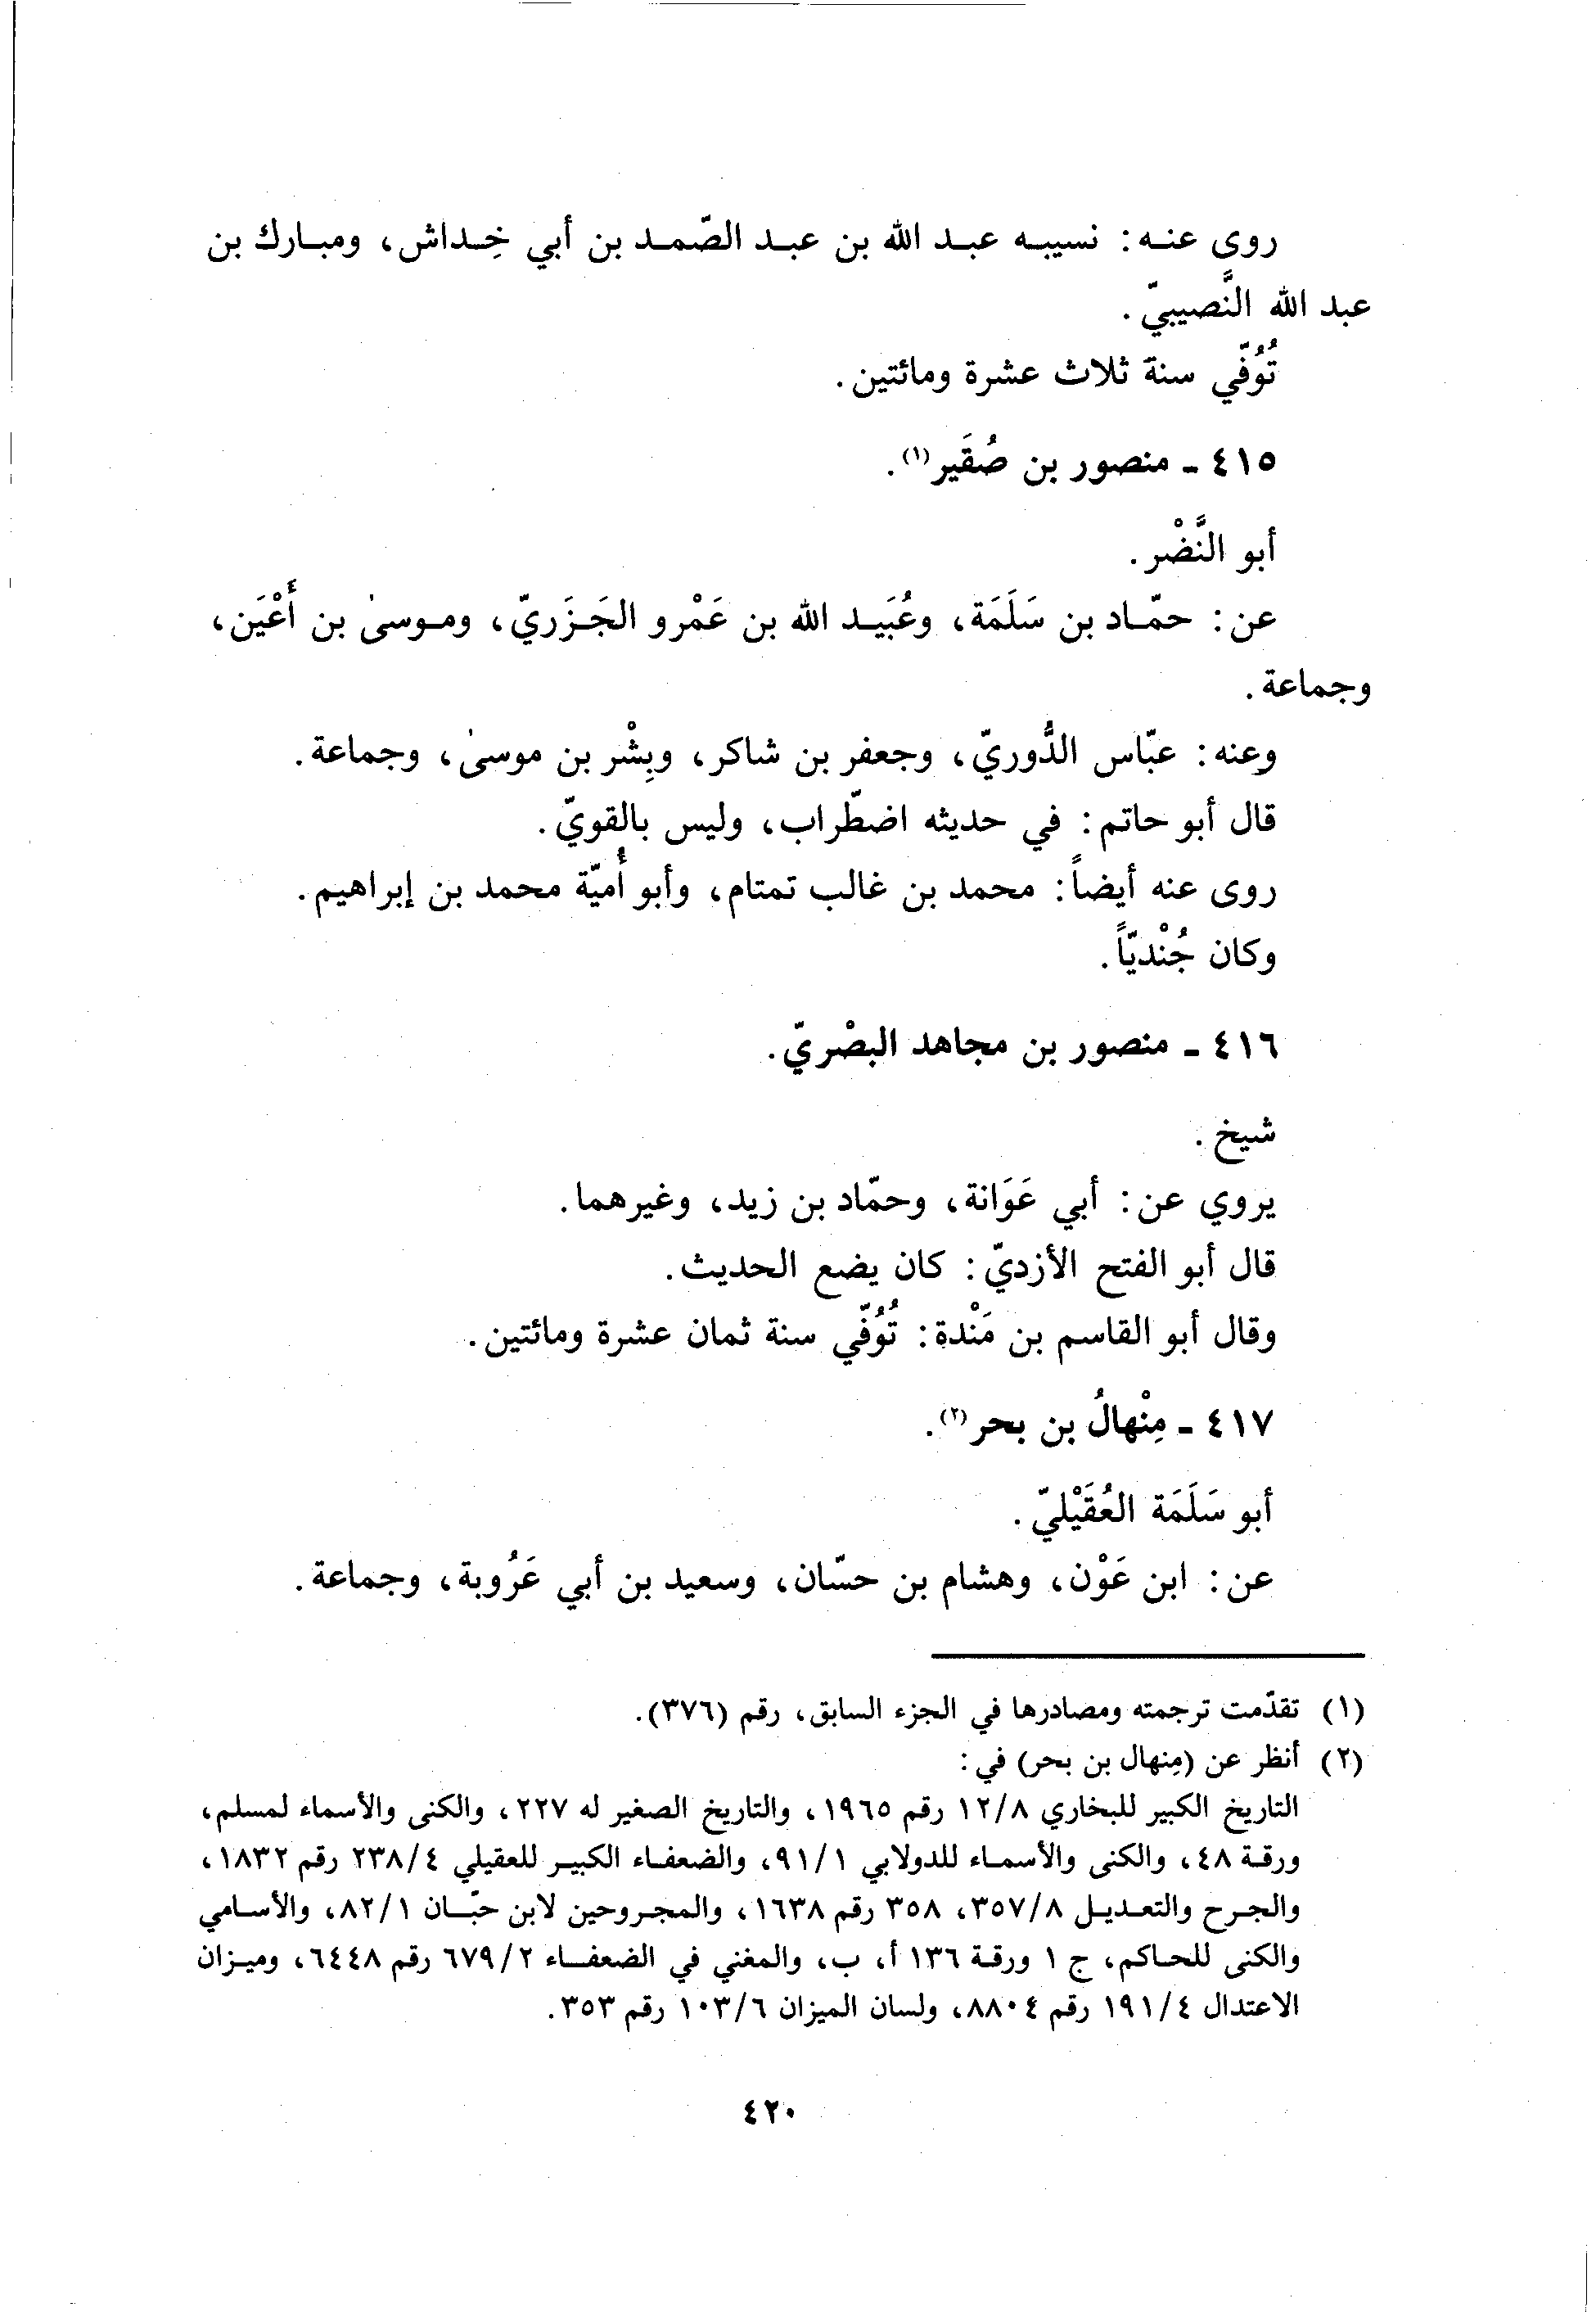 روى عنه: نسيبه عبد الله بن عبد الصّمد بن أبي خِداش، ومبارك بن
عبد الله النَّصيبيّ.
تُوُفّي سنة ثلاث عشرة ومائتين.
٤١٥ ـ منصور بن صُقَير(١).
أبو النَّضْر.
عن: حمّاد بن سَلَمَة، وعُبَيد الله بن عَمْرو الجَزَريّ، وموسىٰ بن أَعْيَن،
وجماعة.
وعنه: عبّاس الدُّوريّ، وجعفر بن شاكر، وبِشْر بن موسىٰ، وجماعة.
قال أبو حاتم: في حديثه اضطّراب، وليس بالقويّ.
روى عنه أيضاً: محمد بن غالب تمتام، وأبو أُميّة محمد بن إبراهيم.
وكان جُنْديّاً.
٤١٦ ـ منصور بن مجاهد البصْريّ.
شيخ.
يروي عن: أبي عَوَانة، وحمّاد بن زيد، وغيرهما.
قال أبو الفتح الأزديّ: كان يضع الحديث.
وقال أبو القاسم بن مَنْدة: تُوُفّي سنة ثمان عشرة ومائتين.
٤١٧ ـ مِنْهالُ بن بحر(٢).
أبو سَلَمَة العُقَيْليّ.
عن: ابن عَوْن، وهشام بن حسّان، وسعيد بن أبي عَرُوبة، وجماعة.
(١) تقدّمت ترجمته ومصادرها في الجزء السابق، رقم (٣٧٦).
(٢) أنظر عن (مِنهال بن بحر) في:
التاريخ الكبير للبخاري ١٢/٨ رقم ١٩٦٥، والتاريخ الصغير له ٢٢٧، والكنى والأسماء لمسلم،
ورقة ٤٨، والكنى والأسماء للدولابي ٩١/١، والضعفاء الكبير للعقيلي ٢٣٨/٤ رقم ١٨٣٢،
والجرح والتعديل ٣٥٧/٨، ٣٥٨ رقم ١٦٣٨، والمجروحين لابن حبّان ٨٢/١، والأسامي
والكنى للحاكم، ج ١ ورقة ١٣٦ أ، ب، والمغني في الضعفاء ٦٧٩/٢ رقم ٦٤٤٨، وميزان
الاعتدال ١٩١/٤ رقم ٨٨٠٤، ولسان الميزان ١٠٣/٦ رقم ٣٥٣.
٤٢٠